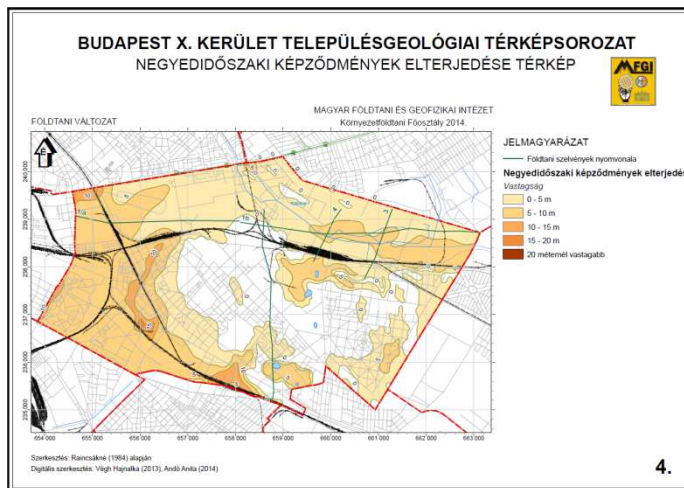 BUDAPEST X. KERÜLET TELEPÜLÉSGEOLÓGIAI TÉRKÉPSOROZAT
NEGYEDIDŐSZAKI KÉPZŐDMÉNYEK ELTERJEDÉSE TÉRKÉP
MFGI
FÖLDTANI VÁLTOZAT
MAGYAR FÖLDTANI ÉS GEOFIZIKAI INTÉZET
Környezetföldtani Főosztály 2014.
JELMAGYARÁZAT
Földtani szelvények nyomvonala
Negyedidőszaki képződmények elterjedés
Vastagság
0 - 5 m
5 - 10 m
10 - 15 m
15 - 20 m
20 méternél vastagabb
É
240,000
239,000
238,000
237,000
236,000
235,000
654,000 655,000 656,000 657,000 658,000 659,000 660,000 661,000 662,000 663,000
Szerkesztés: Raincsákné (1984) alapján
Digitális szerkesztés: Végh Hajnalka (2013), Andó Anita (2014)
4.